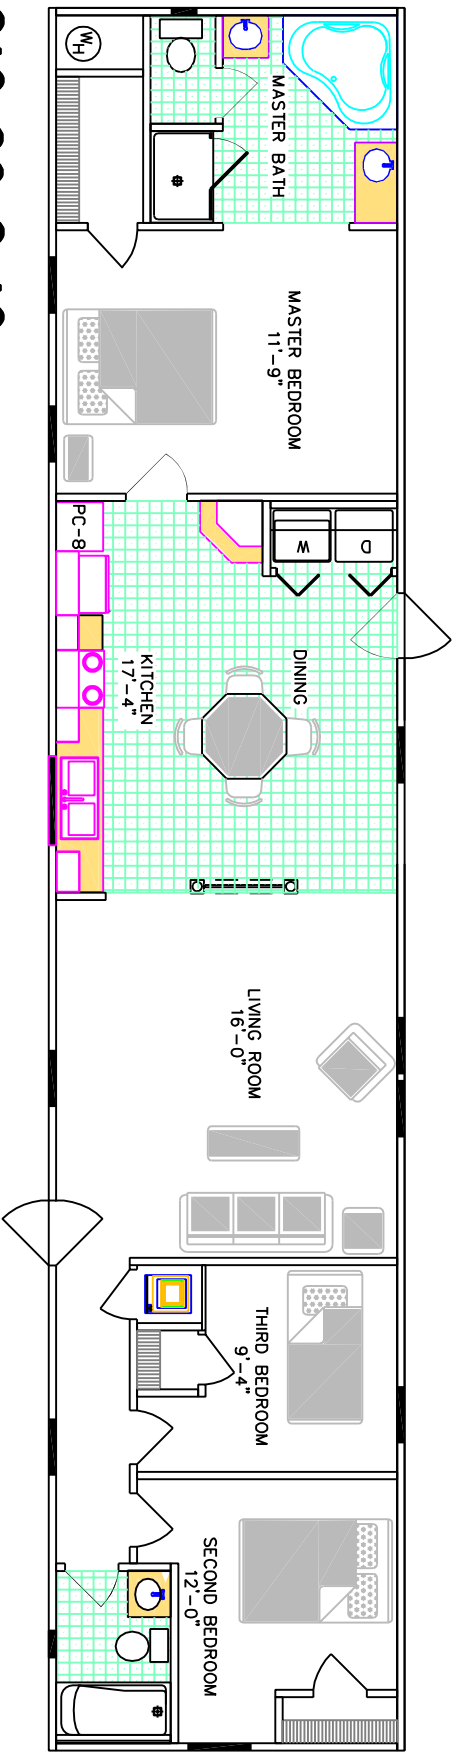 WH
MASTER BATH
MASTER BEDROOM
11'-9"
PC-8
W
D
DINING
KITCHEN
17'-4"
LIVING ROOM
16'-0"
THIRD BEDROOM
9'-4"
SECOND BEDROOM
12'-0"